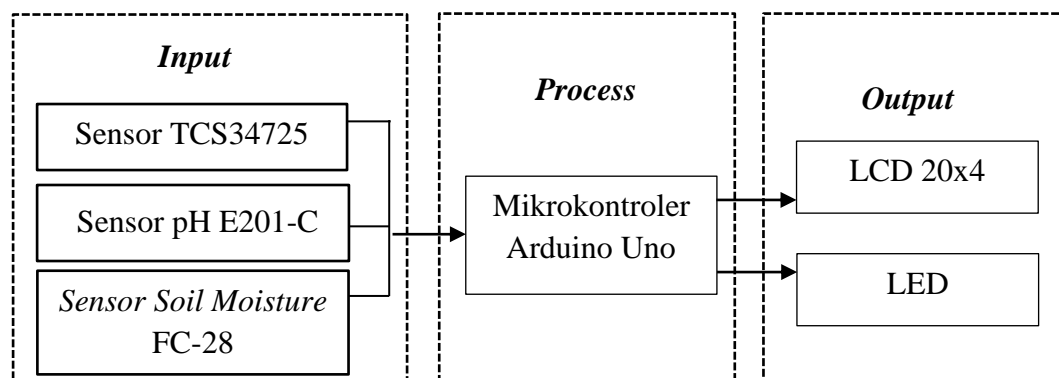 Input
Sensor TCS34725
Sensor pH E201-C
Sensor Soil Moisture
FC-28
Process
Mikrokontroler
Arduino Uno
Output
LCD 20x4
LED